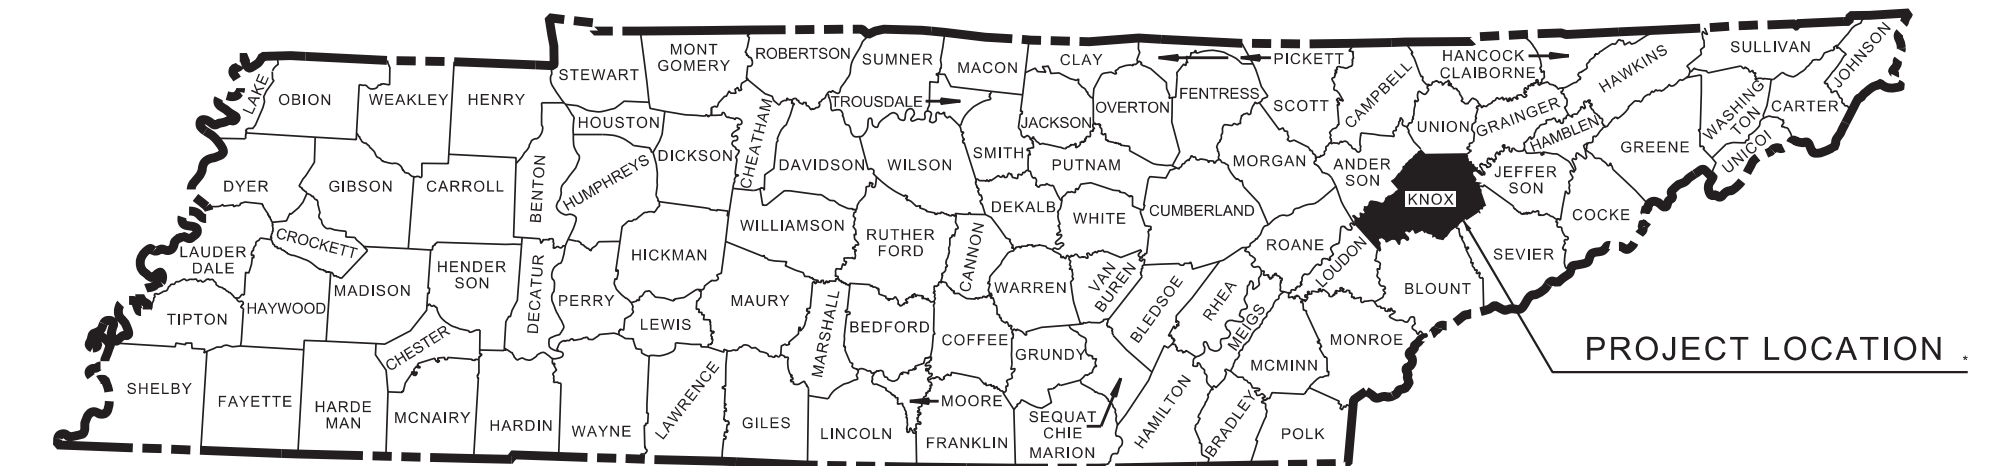 LAKE
OBION
WEAKLEY
HENRY
STEWART
MONT
GOMERY
ROBERTSON
SUMNER
MACON
CLAY
PICKETT
HANCOCK
CLAIBORNE
HAWKINS
SULLIVAN
JOHNSON
TROUSDALE
HOUSTON
JACKSON
OVERTON
FENTRESS
SCOTT
CAMPBELL
UNION
GRAINGER
HAMBLEN
GREENE
WASHING
TON
CARTER
UNICOI
DYER
GIBSON
CARROLL
BENTON
HUMPHREYS
DICKSON
CHEATHAM
DAVIDSON
WILSON
SMITH
PUTNAM
MORGAN
ANDER
SON
KNOX
JEFFER
SON
COCKE
LAUDER
DALE
CROCKETT
HAYWOOD
MADISON
HENDER
SON
DECATUR
PERRY
HICKMAN
WILLIAMSON
RUTHER
FORD
CANNON
DEKALB
WHITE
CUMBERLAND
ROANE
LOUDON
BLOUNT
SEVIER
TIPTON
CHESTER
LEWIS
MAURY
MARSHALL
BEDFORD
COFFEE
WARREN
VAN
BUREN
GRUNDY
BLEDSOE
RHEA
MEIGS
MCMINN
MONROE
PROJECT LOCATION *
SHELBY
FAYETTE
HARDE
MAN
MCNAIRY
HARDIN
WAYNE
LAWRENCE
GILES
LINCOLN
MOORE
FRANKLIN
SEQUAT
CHIE
MARION
HAMILTON
BRADLEY
POLK